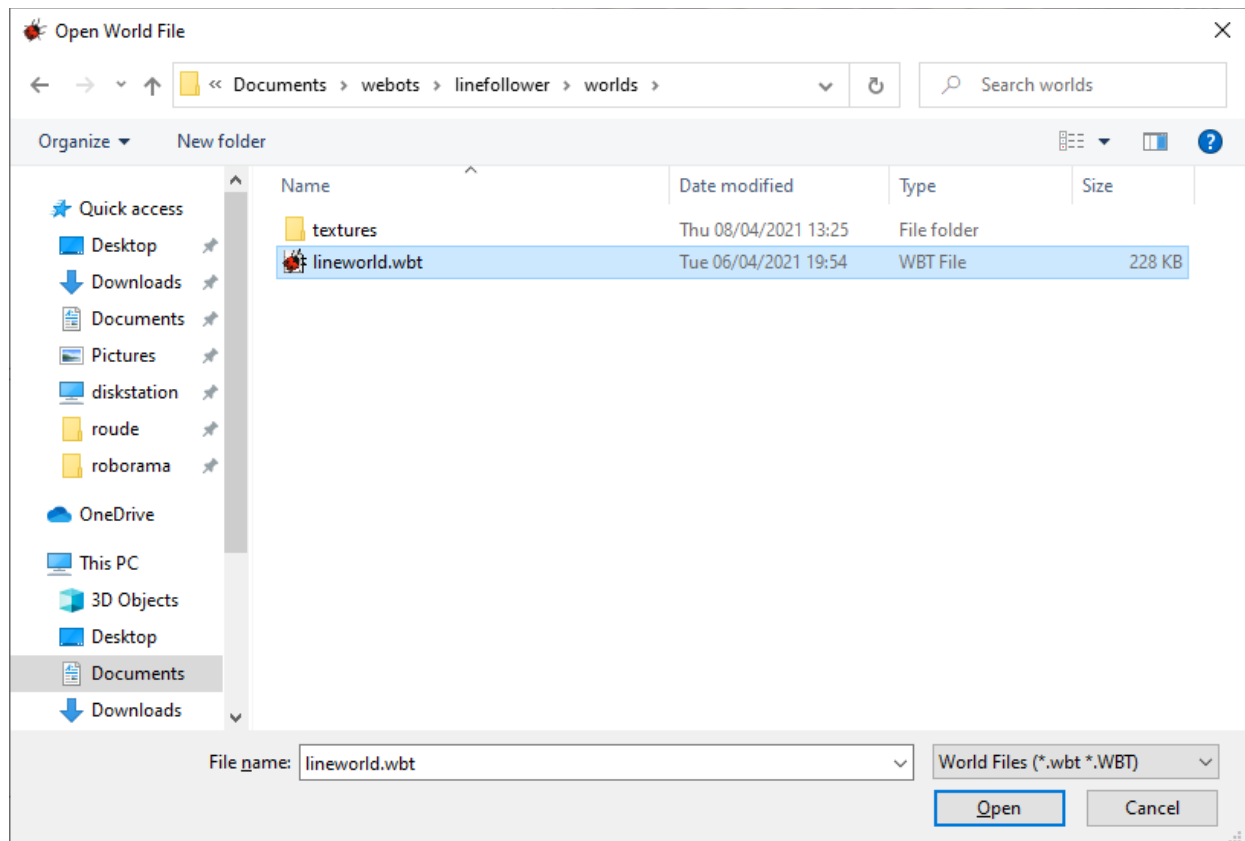 Open World File
« Documents > webots > linefollower > worlds > Search worlds
Organize New folder ?
Name Date modified Type Size
textures Thu 08/04/2021 13:25 File folder
lineworld.wbt Tue 06/04/2021 19:54 WBT File 228 KB
Quick access
Desktop
Downloads
Documents
Pictures
diskstation
roude
roborama
OneDrive
This PC
3D Objects
Desktop
Documents
Downloads
File name: lineworld.wbt World Files (*.wbt *.WBT)
Open Cancel